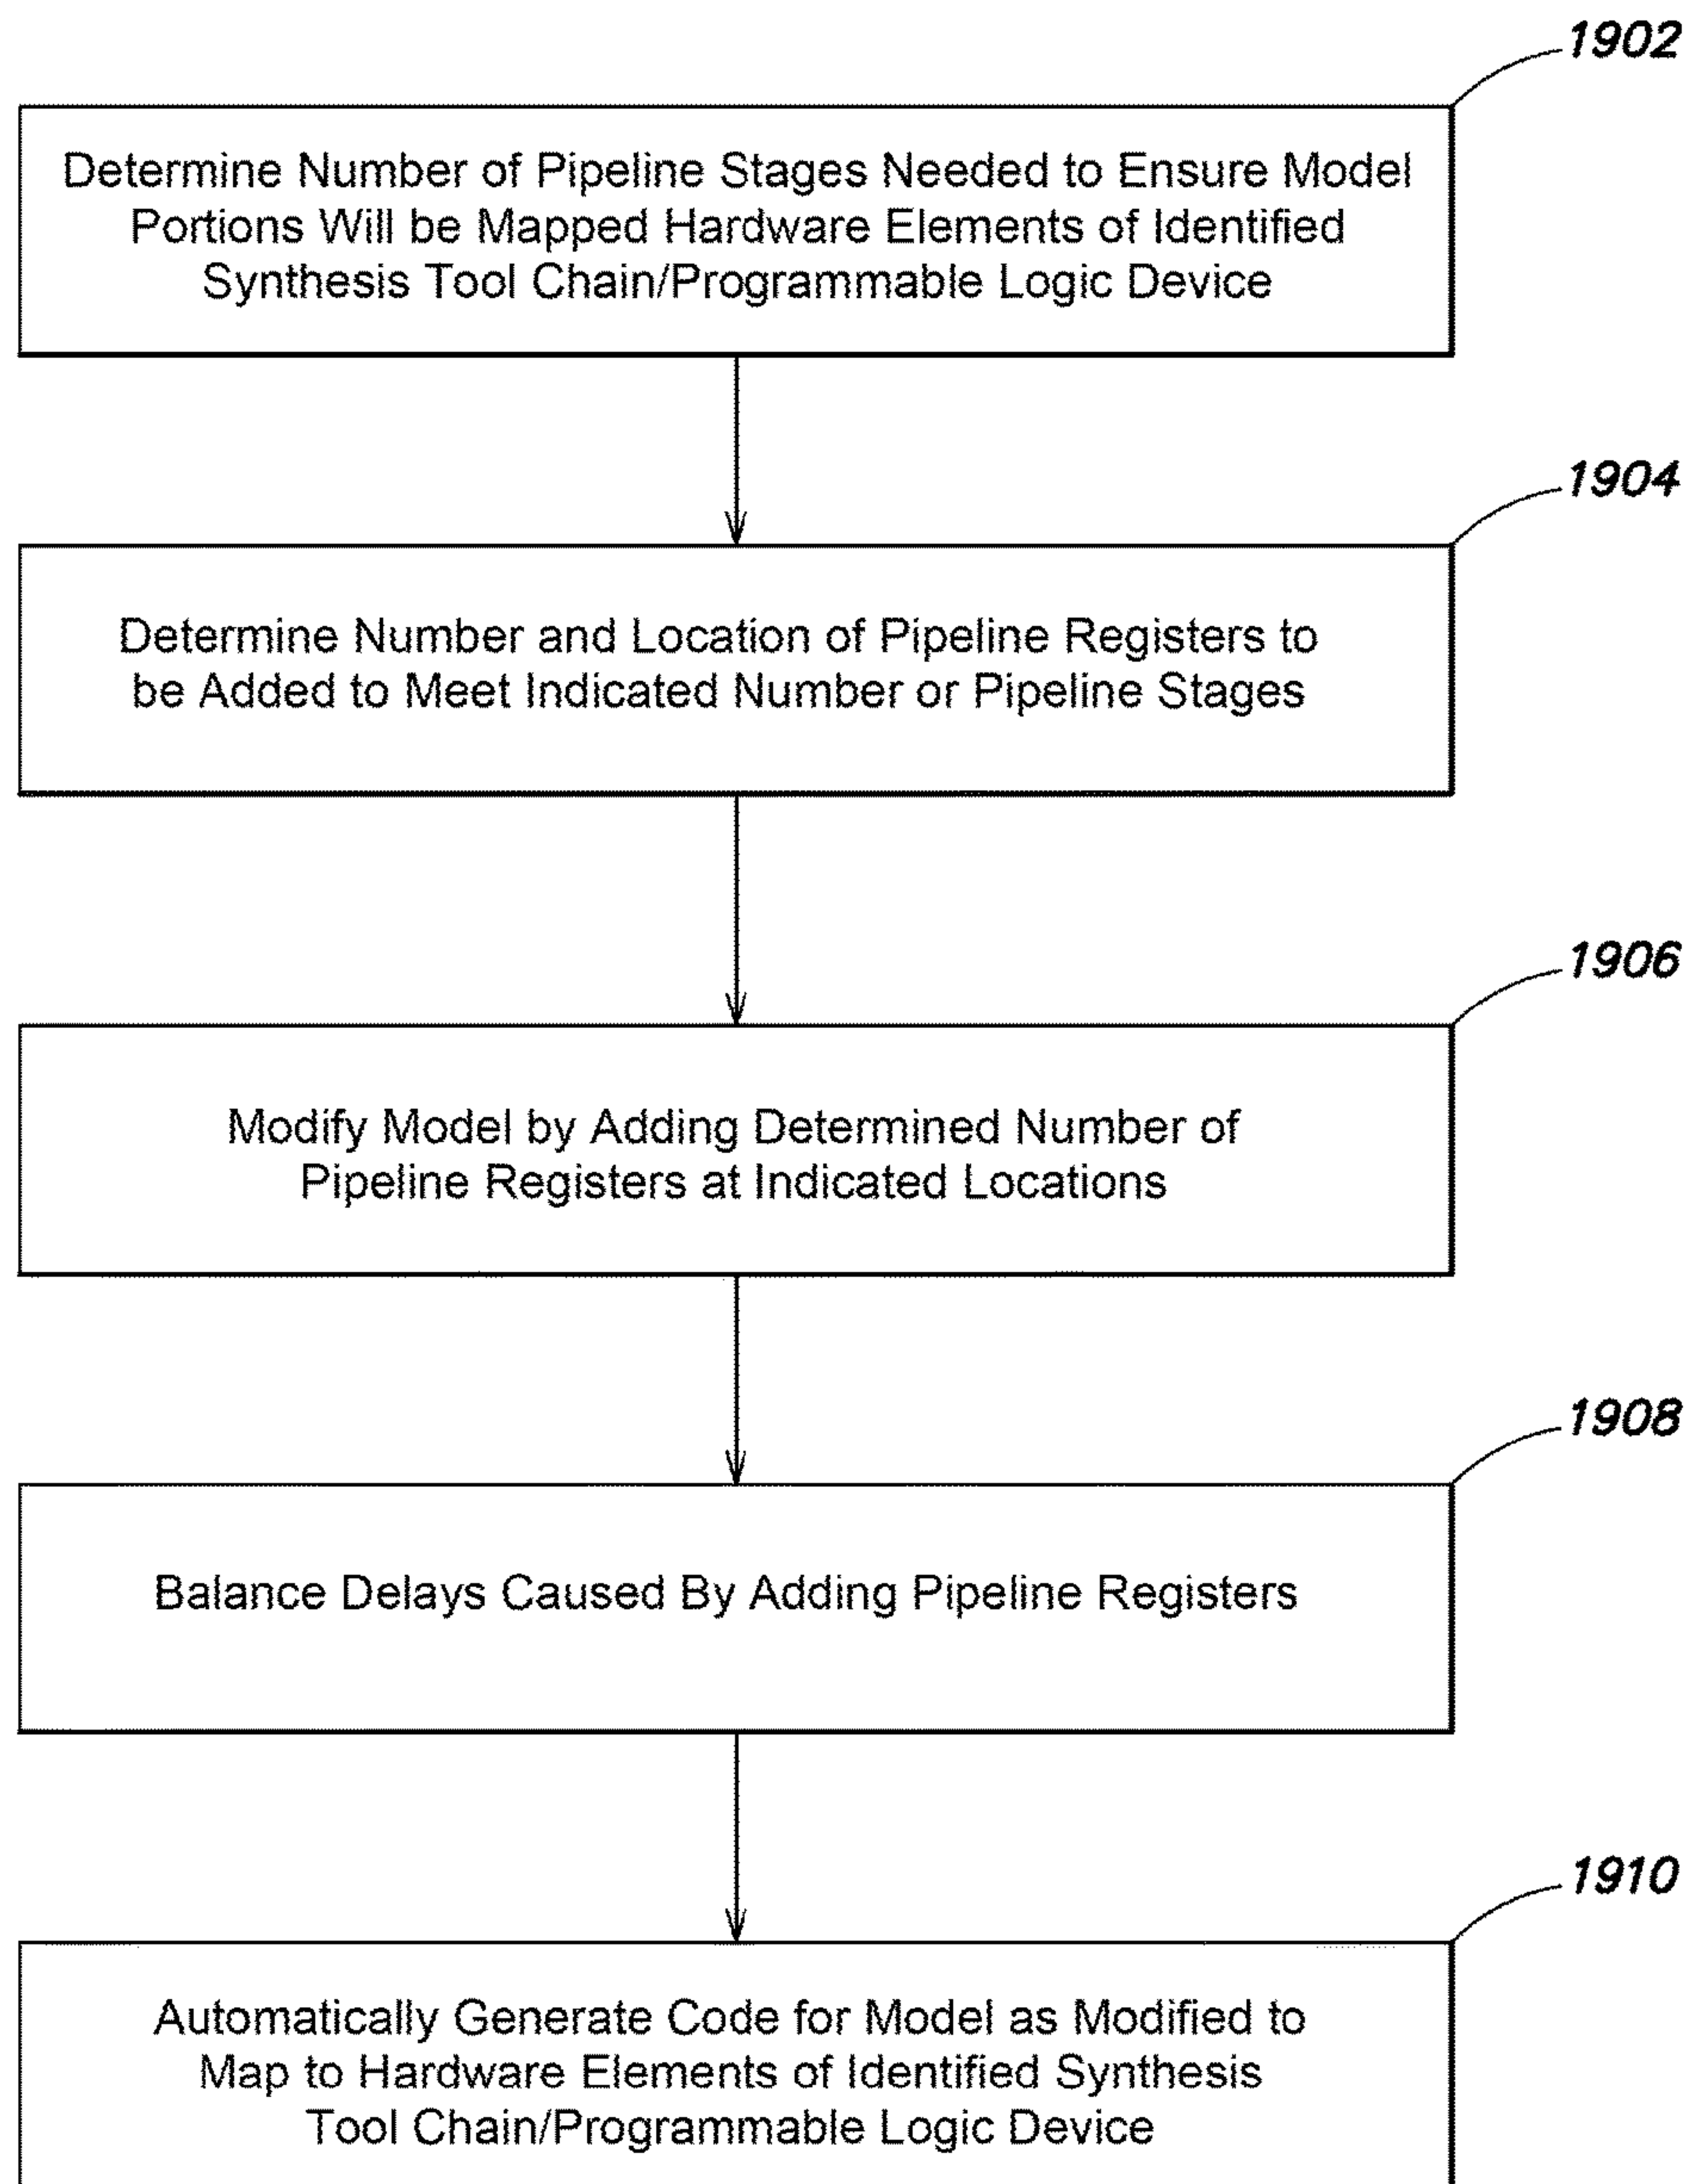 1902
Determine Number of Pipeline Stages Needed to Ensure Model
Portions Will be Mapped Hardware Elements of Identified
Synthesis Tool Chain/Programmable Logic Device
1904
Determine Number and Location of Pipeline Registers to
be Added to Meet Indicated Number or Pipeline Stages
1906
Modify Model by Adding Determined Number of
Pipeline Registers at Indicated Locations
1908
Balance Delays Caused By Adding Pipeline Registers
1910
Automatically Generate Code for Model as Modified to
Map to Hardware Elements of Identified Synthesis
Tool Chain/Programmable Logic Device